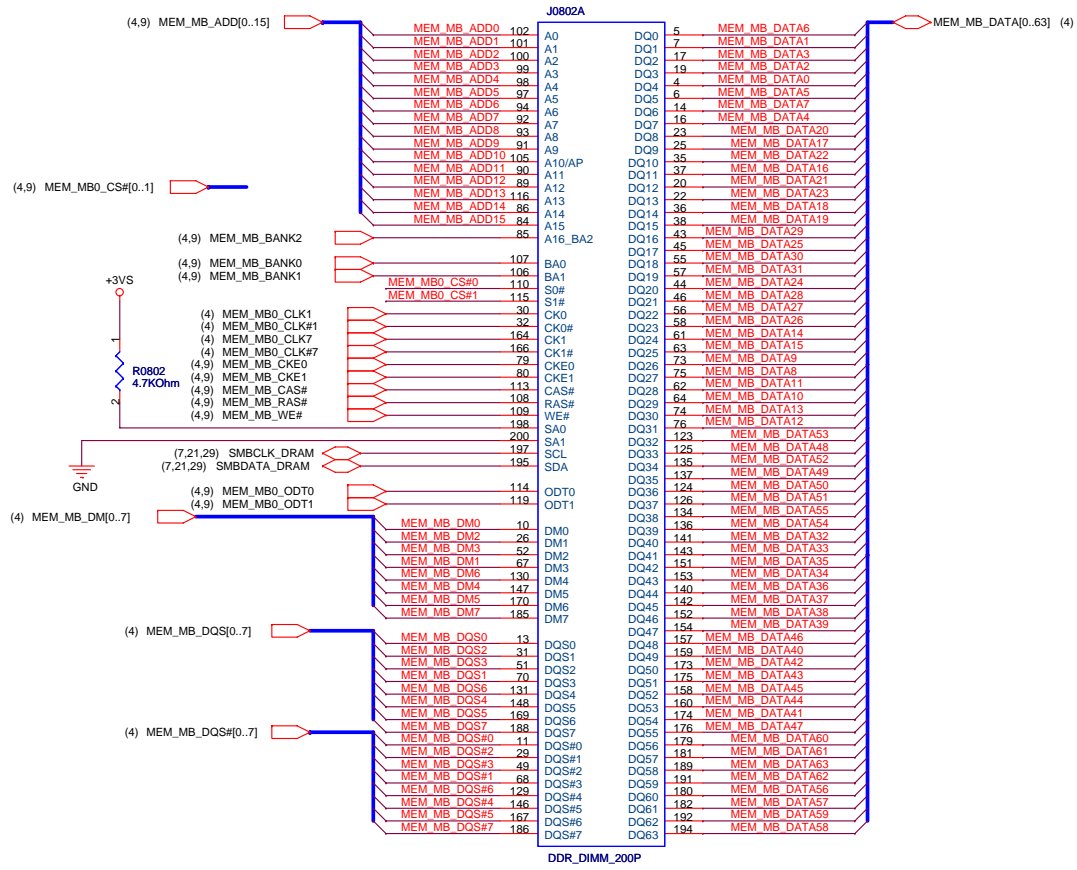 J0802A
(4,9) MEM_MB_ADD[0..15]
MEM_MB_DATA[0..63] (4)
MEM_MB_ADD0 102 A0 DQ0 5 MEM_MB_DATA6
MEM_MB_ADD1 101 A1 DQ1 7 MEM_MB_DATA1
MEM_MB_ADD2 100 A2 DQ2 17 MEM_MB_DATA3
MEM_MB_ADD3 99 A3 DQ3 19 MEM_MB_DATA2
MEM_MB_ADD4 98 A4 DQ4 4 MEM_MB_DATA0
MEM_MB_ADD5 97 A5 DQ5 6 MEM_MB_DATA5
MEM_MB_ADD6 94 A6 DQ6 14 MEM_MB_DATA7
MEM_MB_ADD7 92 A7 DQ7 16 MEM_MB_DATA4
MEM_MB_ADD8 93 A8 DQ8 23 MEM_MB_DATA20
MEM_MB_ADD9 91 A9 DQ9 25 MEM_MB_DATA17
MEM_MB_ADD10 105 A10/AP DQ10 35 MEM_MB_DATA22
MEM_MB_ADD11 90 A11 DQ11 37 MEM_MB_DATA16
(4,9) MEM_MB0_CS#[0..1]
MEM_MB_ADD12 89 A12 DQ12 20 MEM_MB_DATA21
MEM_MB_ADD13 116 A13 DQ13 22 MEM_MB_DATA23
MEM_MB_ADD14 86 A14 DQ14 36 MEM_MB_DATA18
MEM_MB_ADD15 84 A15 DQ15 38 MEM_MB_DATA19
(4,9) MEM_MB_BANK2 85 A16_BA2 DQ16 43 MEM_MB_DATA29
DQ17 45 MEM_MB_DATA25
(4,9) MEM_MB_BANK0 107 BA0 DQ18 55 MEM_MB_DATA30
(4,9) MEM_MB_BANK1 106 BA1 DQ19 57 MEM_MB_DATA31
+3VS
MEM_MB0_CS#0 110 S0# DQ20 44 MEM_MB_DATA24
MEM_MB0_CS#1 115 S1# DQ21 46 MEM_MB_DATA28
(4) MEM_MB0_CLK1 30 CK0 DQ22 56 MEM_MB_DATA27
(4) MEM_MB0_CLK#1 32 CK0# DQ23 58 MEM_MB_DATA26
(4) MEM_MB0_CLK7 164 CK1 DQ24 61 MEM_MB_DATA14
1
(4) MEM_MB0_CLK#7 166 CK1# DQ25 63 MEM_MB_DATA15
(4,9) MEM_MB_CKE0 79 CKE0 DQ26 73 MEM_MB_DATA9
R0802
(4,9) MEM_MB_CKE1 80 CKE1 DQ27 75 MEM_MB_DATA8
4.7KOhm
(4,9) MEM_MB_CAS# 113 CAS# DQ28 62 MEM_MB_DATA11
2
(4,9) MEM_MB_RAS# 108 RAS# DQ29 64 MEM_MB_DATA10
(4,9) MEM_MB_WE# 109 WE# DQ30 74 MEM_MB_DATA13
198 SA0 DQ31 76 MEM_MB_DATA12
200 SA1 DQ32 123 MEM_MB_DATA53
(7,21,29) SMBCLK_DRAM 197 SCL DQ33 125 MEM_MB_DATA48
(7,21,29) SMBDATA_DRAM 195 SDA DQ34 135 MEM_MB_DATA52
GND
DQ35 137 MEM_MB_DATA49
(4,9) MEM_MB0_ODT0 114 ODT0 DQ36 124 MEM_MB_DATA50
(4,9) MEM_MB0_ODT1 119 ODT1 DQ37 126 MEM_MB_DATA51
(4) MEM_MB_DM[0..7]
DQ38 134 MEM_MB_DATA55
MEM_MB_DM0 10 DM0 DQ39 136 MEM_MB_DATA54
MEM_MB_DM2 26 DM1 DQ40 141 MEM_MB_DATA32
MEM_MB_DM3 52 DM2 DQ41 143 MEM_MB_DATA33
MEM_MB_DM1 67 DM3 DQ42 151 MEM_MB_DATA35
MEM_MB_DM6 130 DM4 DQ43 153 MEM_MB_DATA34
MEM_MB_DM4 147 DM5 DQ44 140 MEM_MB_DATA36
MEM_MB_DM5 170 DM6 DQ45 142 MEM_MB_DATA37
MEM_MB_DM7 185 DM7 DQ46 152 MEM_MB_DATA38
(4) MEM_MB_DQS[0..7]
DQ47 154 MEM_MB_DATA39
MEM_MB_DQS0 13 DQS0 DQ48 157 MEM_MB_DATA46
MEM_MB_DQS2 31 DQS1 DQ49 159 MEM_MB_DATA40
MEM_MB_DQS3 51 DQS2 DQ50 173 MEM_MB_DATA42
MEM_MB_DQS1 70 DQS3 DQ51 175 MEM_MB_DATA43
MEM_MB_DQS6 131 DQS4 DQ52 158 MEM_MB_DATA45
MEM_MB_DQS4 148 DQS5 DQ53 160 MEM_MB_DATA44
MEM_MB_DQS5 169 DQS6 DQ54 174 MEM_MB_DATA41
MEM_MB_DQS7 188 DQS7 DQ55 176 MEM_MB_DATA47
(4) MEM_MB_DQS#[0..7]
MEM_MB_DQS#0 11 DQS#0 DQ56 179 MEM_MB_DATA60
MEM_MB_DQS#2 29 DQS#1 DQ57 181 MEM_MB_DATA61
MEM_MB_DQS#3 49 DQS#2 DQ58 189 MEM_MB_DATA63
MEM_MB_DQS#1 68 DQS#3 DQ59 191 MEM_MB_DATA62
MEM_MB_DQS#6 129 DQS#4 DQ60 180 MEM_MB_DATA56
MEM_MB_DQS#4 146 DQS#5 DQ61 182 MEM_MB_DATA57
MEM_MB_DQS#5 167 DQS#6 DQ62 192 MEM_MB_DATA59
MEM_MB_DQS#7 186 DQS#7 DQ63 194 MEM_MB_DATA58
DDR_DIMM_200P